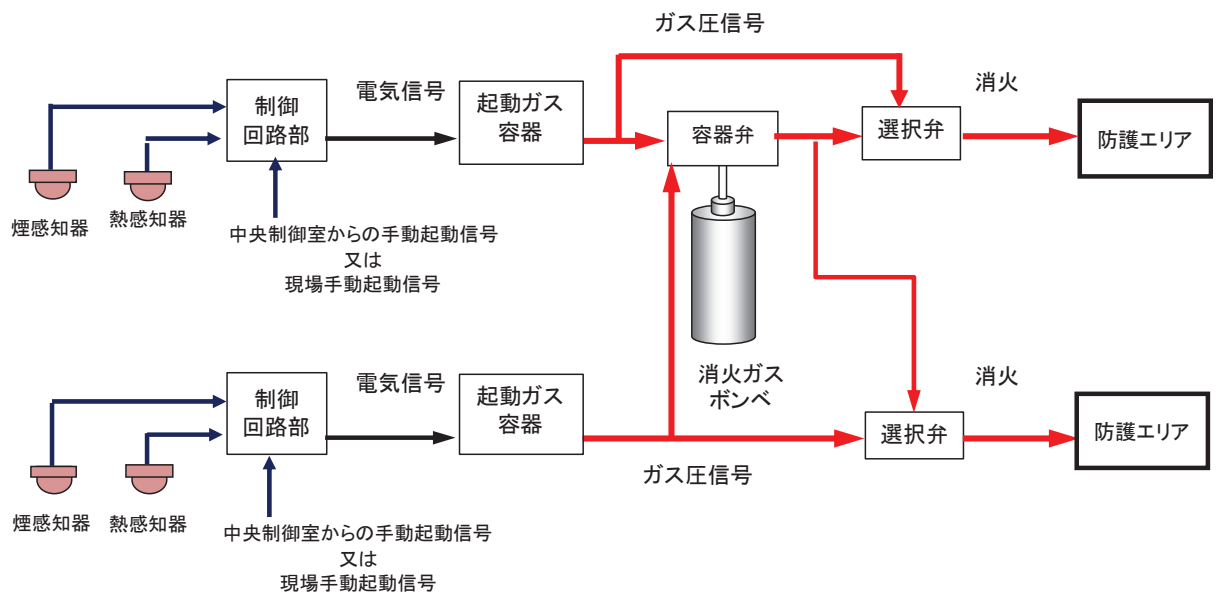 ガス圧信号
電気信号
消火
制御
回路部
起動ガス
容器
容器弁
選択弁
防護エリア
煙感知器
熱感知器
中央制御室からの手動起動信号
又は
現場手動起動信号
消火ガス
ボンベ
電気信号
消火
制御
回路部
起動ガス
容器
選択弁
防護エリア
ガス圧信号
煙感知器
熱感知器
中央制御室からの手動起動信号
又は
現場手動起動信号